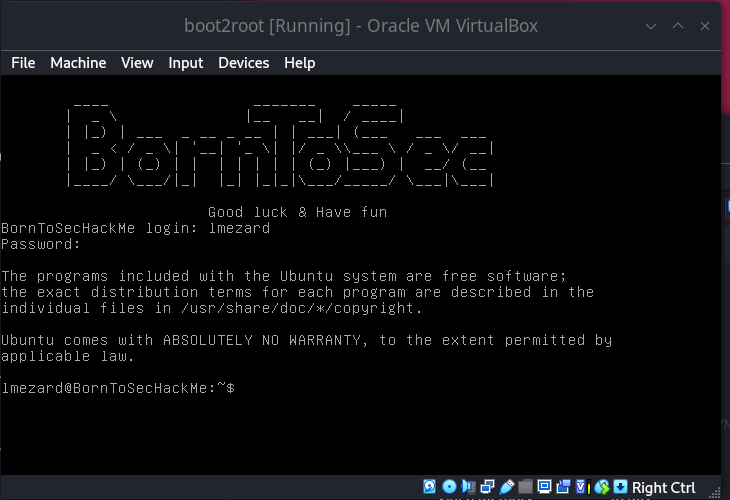 boot2root [Running] - Oracle VM VirtualBox
File Machine View Input Devices Help
BornToSec
Good luck & Have fun
BornToSecHackMe login: lmezard
Password:
The programs included with the Ubuntu system are free software;
the exact distribution terms for each program are described in the
individual files in /usr/share/doc/*/copyright.
Ubuntu comes with ABSOLUTELY NO WARRANTY, to the extent permitted by
applicable law.
lmezard@BornToSecHackMe:~$
Right Ctrl